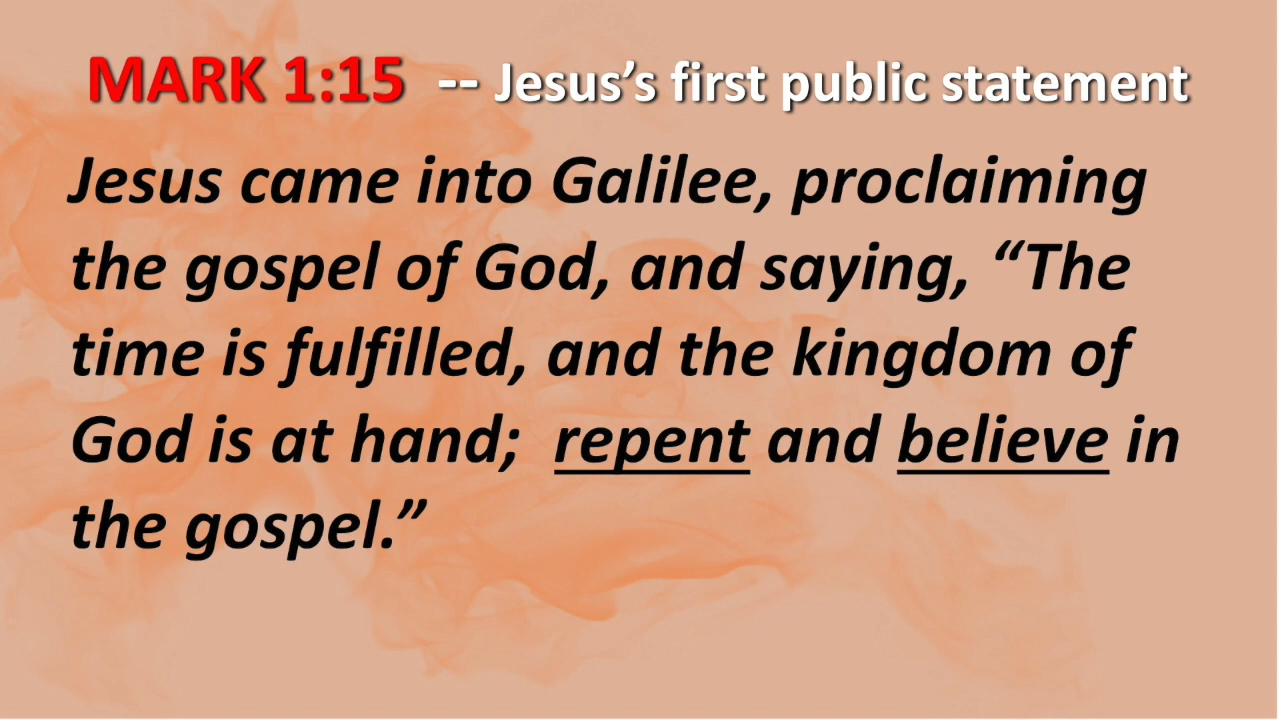 MARK 1:15 -- Jesus’s first public statement
Jesus came into Galilee, proclaiming
the gospel of God, and saying, “The
time is fulfilled, and the kingdom of
God is at hand; repent and believe in
the gospel.”